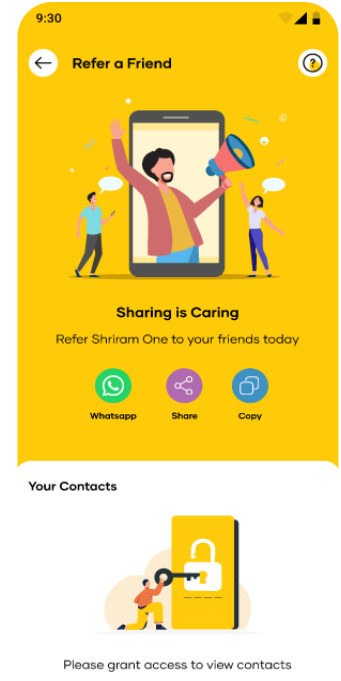 9:30
Refer a Friend
?
Sharing is Caring
Refer Shriram One to your friends today
Whatsapp Share Copy
Your Contacts
Please grant access to view contacts